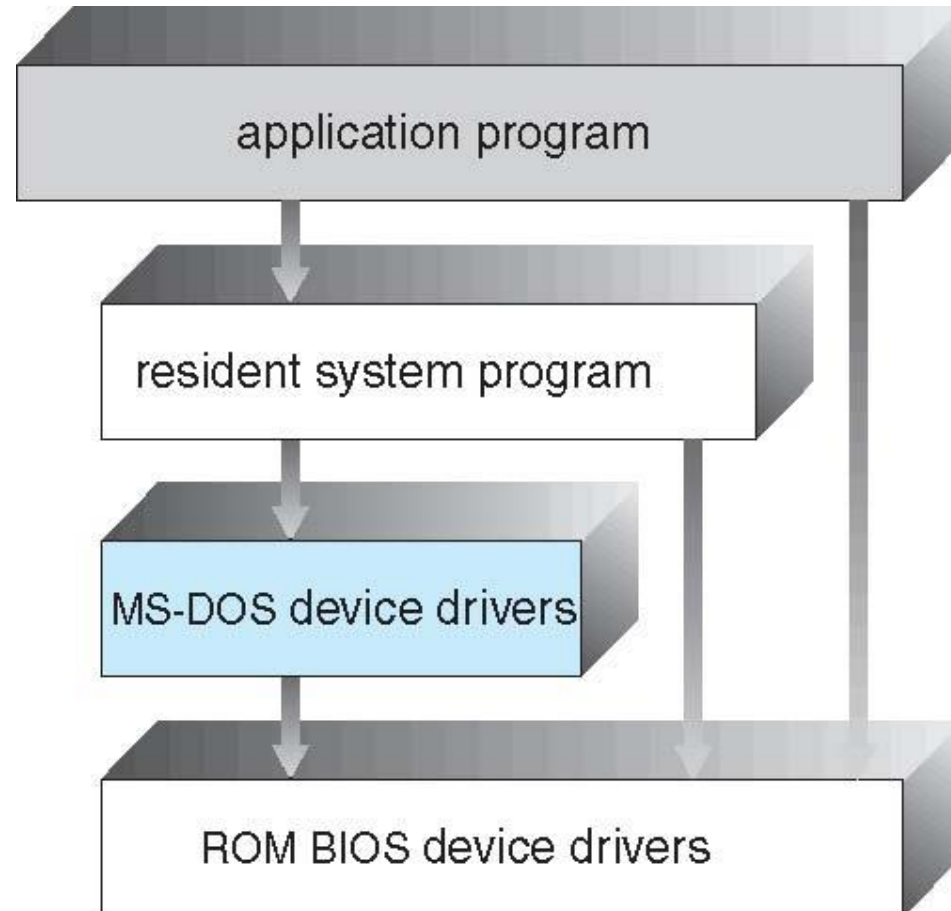 application program
resident system program
MS-DOS device drivers
ROM BIOS device drivers